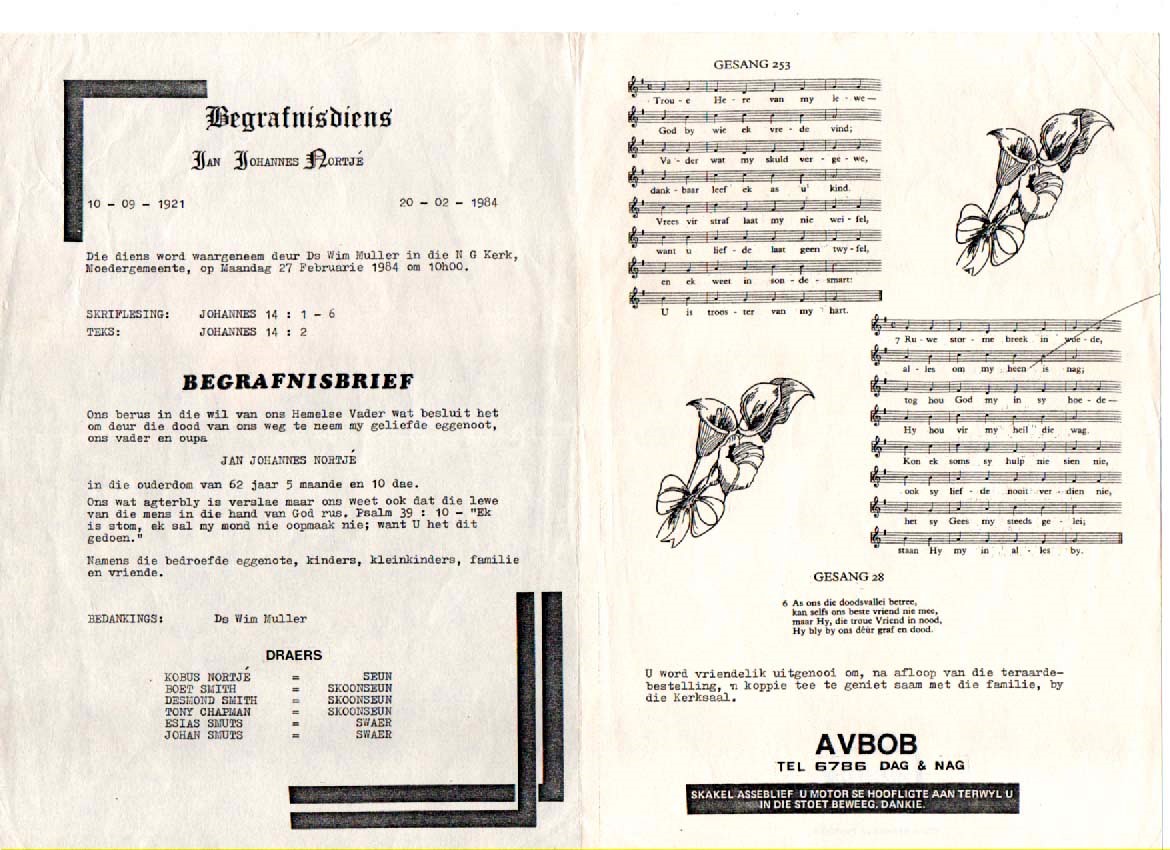 Begrafnisdiens
Jan Johannes Nortjé
10 – 09 – 1921 20 – 02 – 1984
Die diens word waargeneem deur Ds Wim Muller in die N G Kerk,
Moedergemeente, op Maandag 27 Februarie 1984 om 10h00.
SKRIFLESING: JOHANNES 14 : 1 – 6
TEKS: JOHANNES 14 : 2
BEGRAFNISBRIEF
Ons berus in die wil van ons Hemelse Vader wat besluit het
om deur die dood van ons weg te neem my geliefde eggenoot,
ons vader en oupa
JAN JOHANNES NORTJÉ
in die ouderdom van 62 jaar 5 maande en 10 dae.
Ons wat agterbly is verslae maar ons weet ook dat die lewe
van die mens in die hand van God rus. Psalm 39 : 10 – "Ek
is stom, ek sal my mond nie oopmaak nie; want U het dit
gedoen."
Namens die bedroefde eggenote, kinders, kleinkinders, familie
en vriende.
BEDANKINGS: Ds Wim Muller
DRAERS
KOBUS NORTJÉ = SEUN
BOET SMITH = SKOONSEUN
DESMOND SMITH = SKOONSEUN
TONY CHAPMAN = SKOONSEUN
ESIAS SMUTS = SWAER
JOHAN SMUTS = SWAER
GESANG 253
Trou - e He - re van my le - we —
God by wie ek vre - de vind;
Va - der wat my skuld ver - ge - we,
dank - baar leef ek as u kind.
Vrees vir straf laat my nie wei - fel,
want u lief - de laat geen twy - fel,
en ek weet in son - de - smart:
U is troos - ter van my hart.
7 Ru - we stor - me breek in woe - de,
al - les om my heen is nag;
tog hou God my in sy hoe - de —
Hy hou vir my heil die wag.
Kon ek soms sy hulp nie sien nie,
ook sy lief - de nooit ver - dien nie,
het sy Gees my steeds ge - lei;
staan Hy my in al - les by.
GESANG 28
6 As ons die doodsvallei betree,
kan selfs ons beste vriend nie mee,
maar Hy, die troue Vriend in nood,
Hy bly by ons déúr graf en dood.
U word vriendelik uitgenooi om, na afloop van die teraarde-
bestelling, 'n koppie tee te geniet saam met die familie, by
die Kerksaal.
AVBOB
TEL 6786 DAG & NAG
SKAKEL ASSEBLIEF U MOTOR SE HOOFLIGTE AAN TERWYL U
IN DIE STOET BEWEEG. DANKIE.